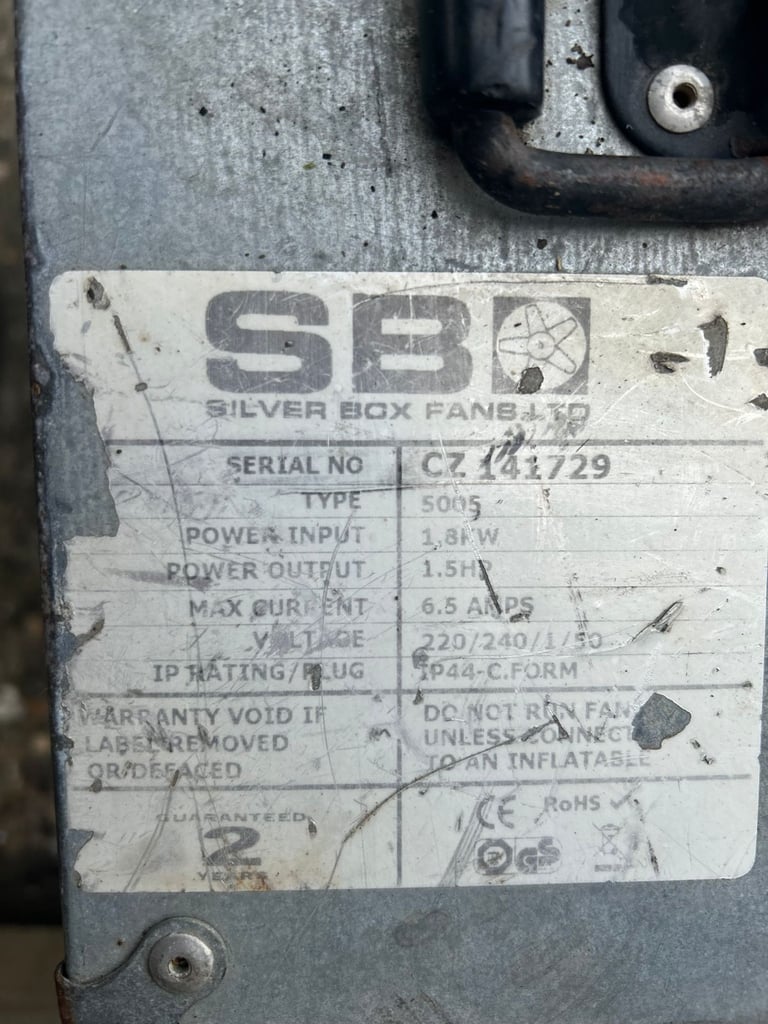 SB
SILVER BOX FANS LTD
SERIAL NO CZ 141729
TYPE 5005
POWER INPUT 1.8KW
POWER OUTPUT 1.5HP
MAX CURRENT 6.5 AMPS
VOLTAGE 220/240/1/50
IP RATING/PLUG IP44-C.FORM
WARRANTY VOID IF
LABEL REMOVED
OR/DEFACED
DO NOT RUN FAN
UNLESS CONNECT
TO AN INFLATABLE
GUARANTEED
2
YEARS
CE RoHS
GS